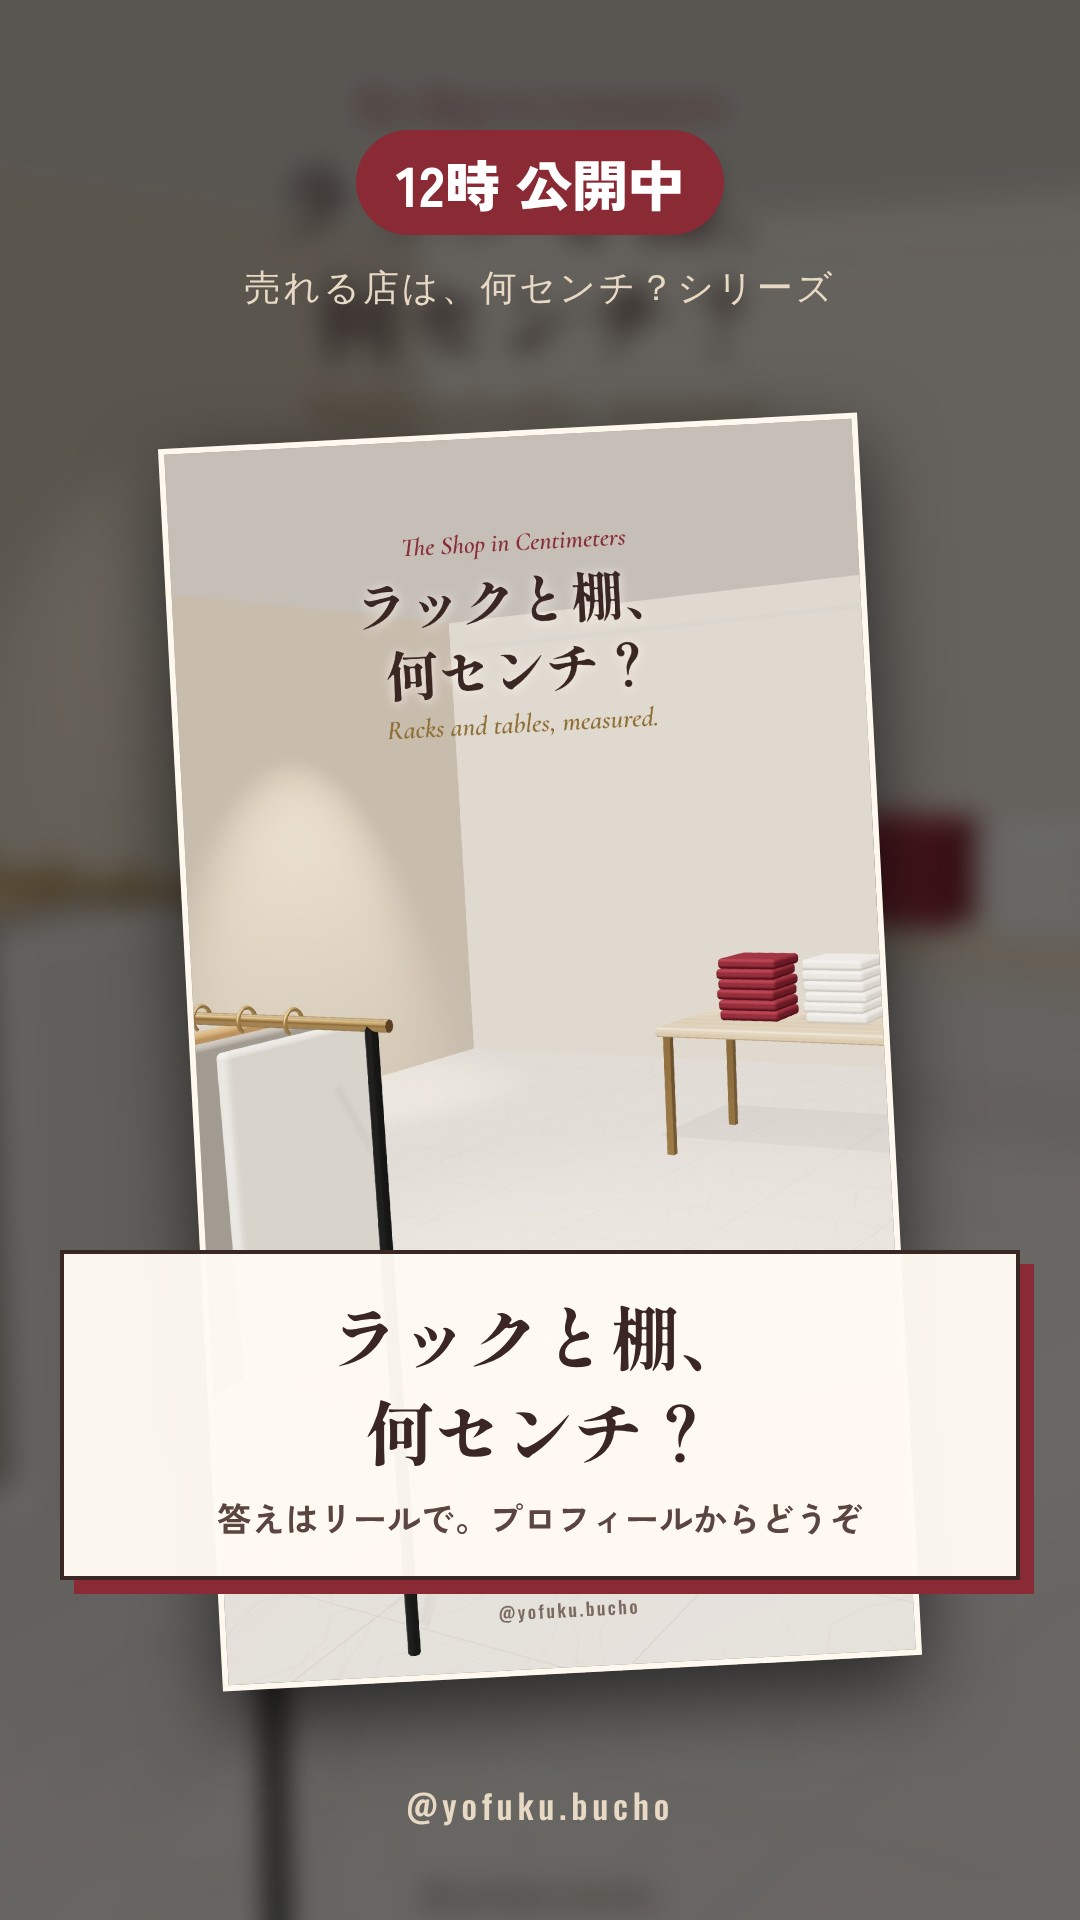 12時 公開中
売れる店は、何センチ？シリーズ
The Shop in Centimeters
ラックと棚、
何センチ？
Racks and tables, measured.
ラックと棚、
何センチ？
答えはリールで。プロフィールからどうぞ
@yofuku.bucho
@yofuku.bucho